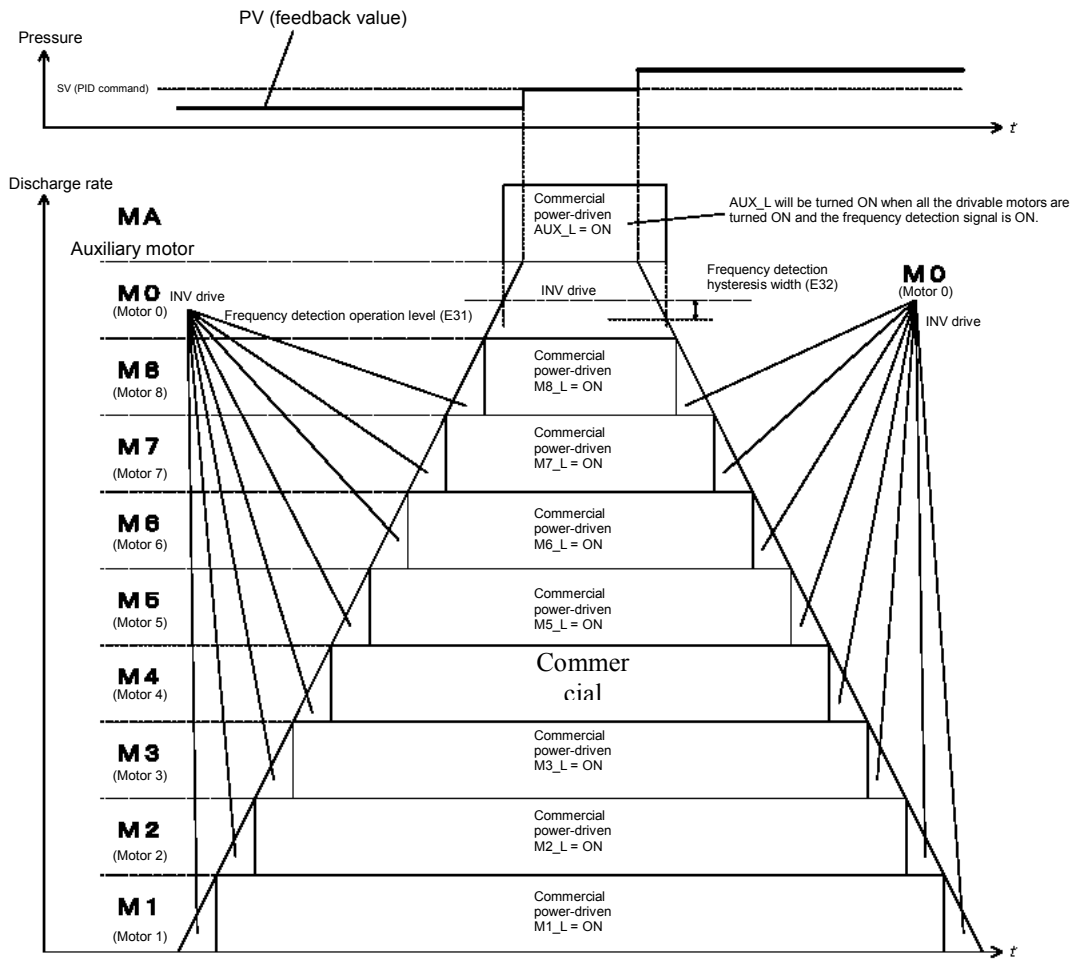 PV (feedback value)
Pressure
SV (PID command)
t
Discharge rate
MA
Commercial
power-driven
AUX_L = ON
AUX_L will be turned ON when all the drivable motors are
turned ON and the frequency detection signal is ON.
Auxiliary motor
M0
(Motor 0)
INV drive
Frequency detection operation level (E31)
INV drive
Frequency detection
hysteresis width (E32)
M0
(Motor 0)
INV drive
M8
(Motor 8)
Commercial
power-driven
M8_L = ON
M7
(Motor 7)
Commercial
power-driven
M7_L = ON
M6
(Motor 6)
Commercial
power-driven
M6_L = ON
M5
(Motor 5)
Commercial
power-driven
M5_L = ON
M4
(Motor 4)
Commer
cial
M3
(Motor 3)
Commercial
power-driven
M3_L = ON
M2
(Motor 2)
Commercial
power-driven
M2_L = ON
M1
(Motor 1)
Commercial
power-driven
M1_L = ON
t